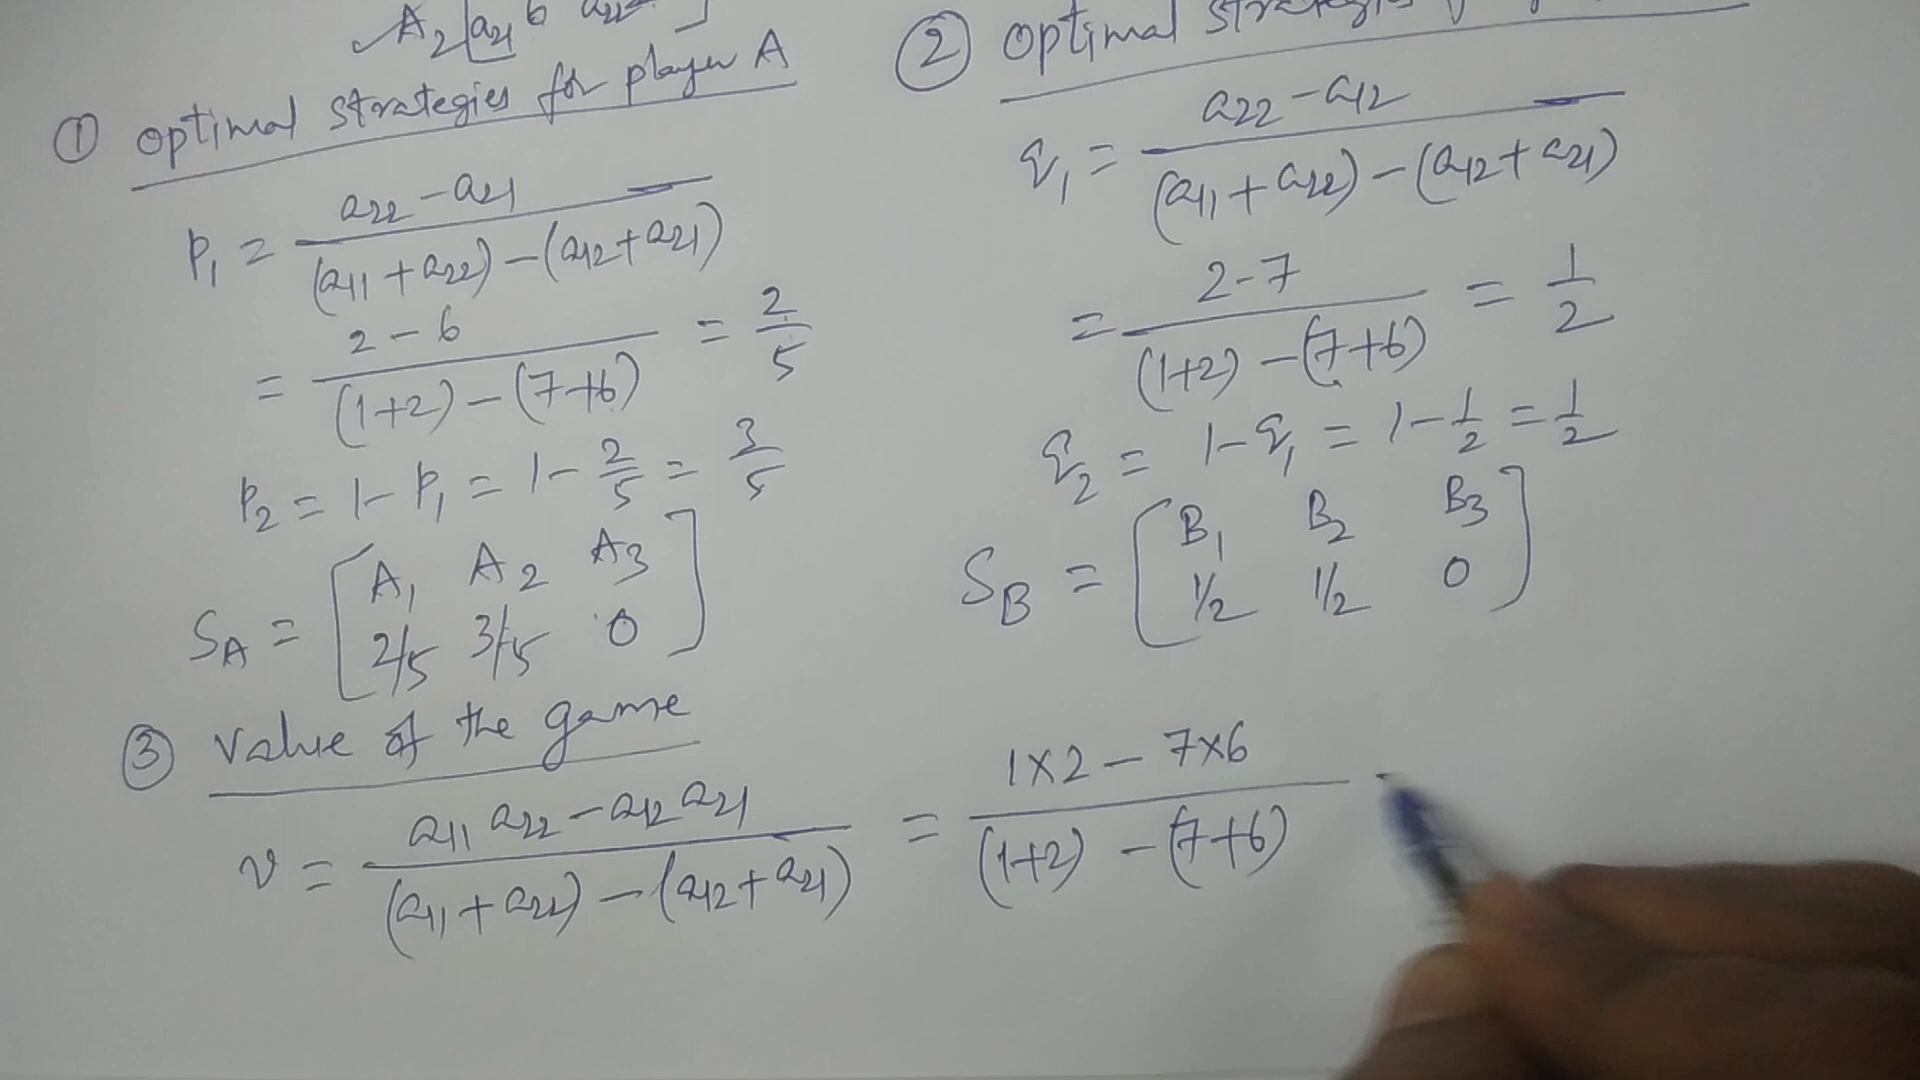 A2 [a21 6 a22 ]
① optimal strategies for player A
P1 = a22 - a21 / (a11 + a22) - (a12 + a21)
= 2 - 6 / (1+2) - (7+6) = 2/5
P2 = 1 - P1 = 1 - 2/5 = 3/5
SA = [ A1 A2 A3
2/5 3/5 0 ]
② optimal strategies
q1 = a22 - a12 / (a11 + a22) - (a12 + a21)
= 2-7 / (1+2) - (7+6) = 1/2
q2 = 1 - q1 = 1 - 1/2 = 1/2
SB = [ B1 B2 B3
1/2 1/2 0 ]
③ Value of the game
v = a11 a22 - a12 a21 / (a11 + a22) - (a12 + a21) = 1×2 - 7×6 / (1+2) - (7+6)